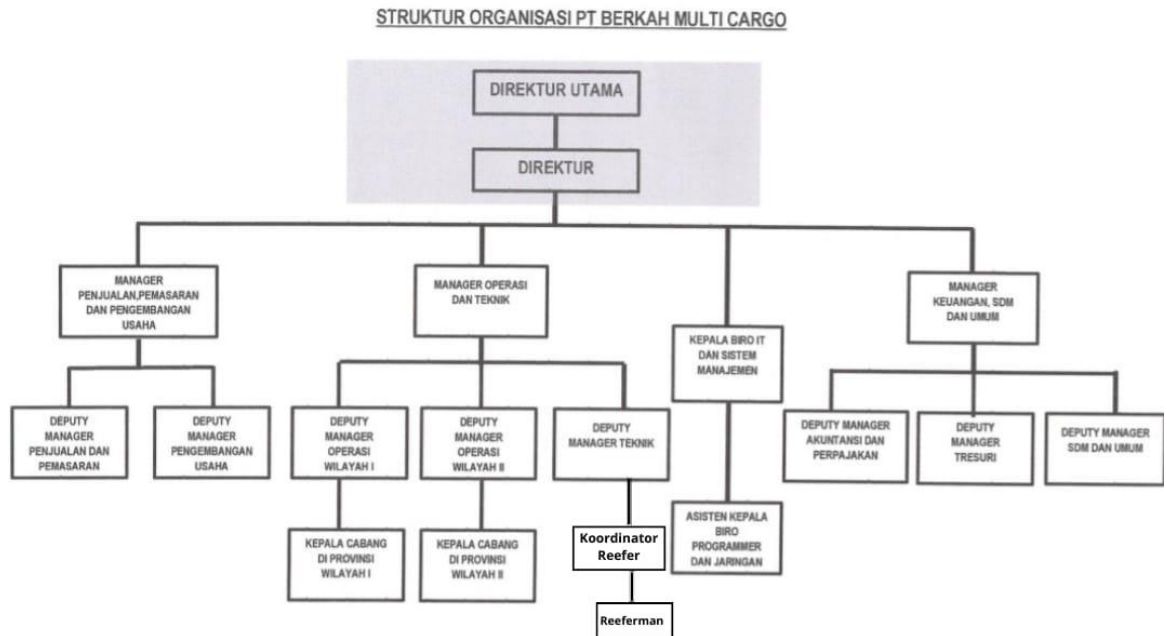 STRUKTUR ORGANISASI PT BERKAH MULTI CARGO
DIREKTUR UTAMA
DIREKTUR
MANAGER
PENJUALAN,PEMASARAN
DAN PENGEMBANGAN
USAHA
MANAGER OPERASI
DAN TEKNIK
KEPALA BIRO IT
DAN SISTEM
MANAJEMEN
MANAGER
KEUANGAN, SDM
DAN UMUM
DEPUTY
MANAGER
PENJUALAN DAN
PEMASARAN
DEPUTY
MANAGER
PENGEMBANGAN
USAHA
DEPUTY
MANAGER
OPERASI
WILAYAH I
DEPUTY
MANAGER
OPERASI
WILAYAH II
DEPUTY
MANAGER TEKNIK
DEPUTY MANAGER
AKUNTANSI DAN
PERPAJAKAN
DEPUTY
MANAGER
TRESURI
DEPUTY MANAGER
SDM DAN UMUM
KEPALA CABANG
DI PROVINSI
WILAYAH I
KEPALA CABANG
DI PROVINSI
WILAYAH II
Koordinator
Reefer
ASISTEN KEPALA
BIRO
PROGRAMMER
DAN JARINGAN
Reeferman